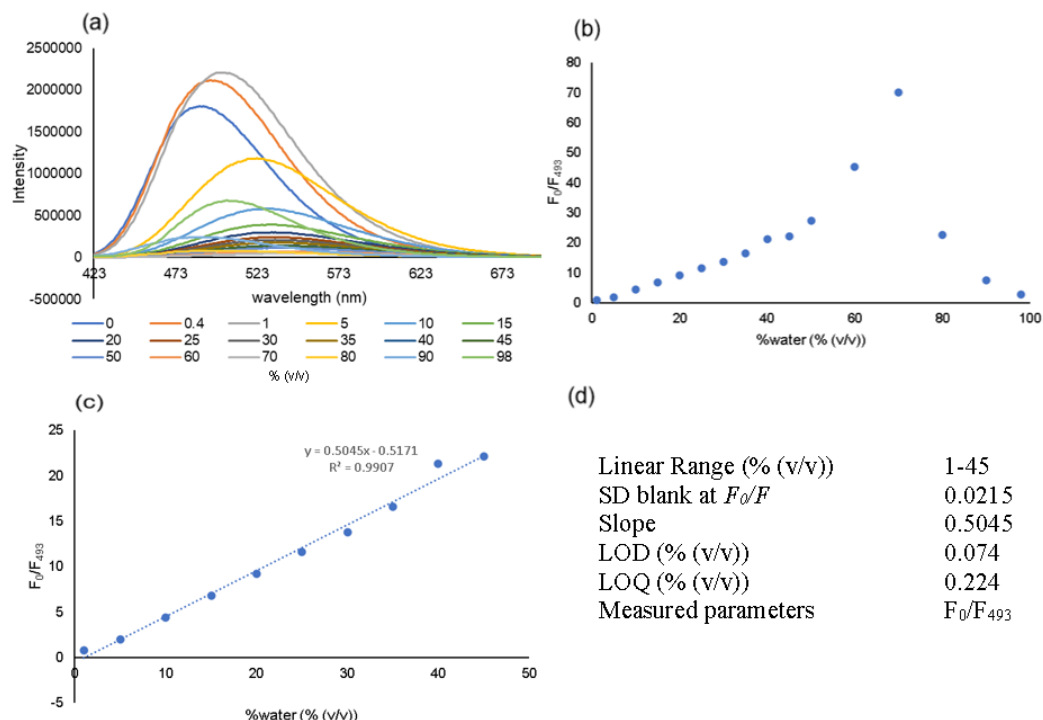 (a)
2500000
2000000
1500000
1000000
500000
0
-500000
Intensity
423 473 523 573 623 673
wavelength (nm)
0 0.4 1 5 10 15
20 25 30 35 40 45
50 60 70 80 90 98
% (v/v)
(b)
80
70
60
50
40
30
20
10
0
F₀/F₄₉₃
0 20 40 60 80 100
%water (% (v/v))
(c)
25
20
15
10
5
0
-5
F₀/F₄₉₃
y = 0.5045x - 0.5171
R² = 0.9907
0 10 20 30 40 50
%water (% (v/v))
(d)
Linear Range (% (v/v)) 1-45
SD blank at F₀/F 0.0215
Slope 0.5045
LOD (% (v/v)) 0.074
LOQ (% (v/v)) 0.224
Measured parameters F₀/F₄₉₃